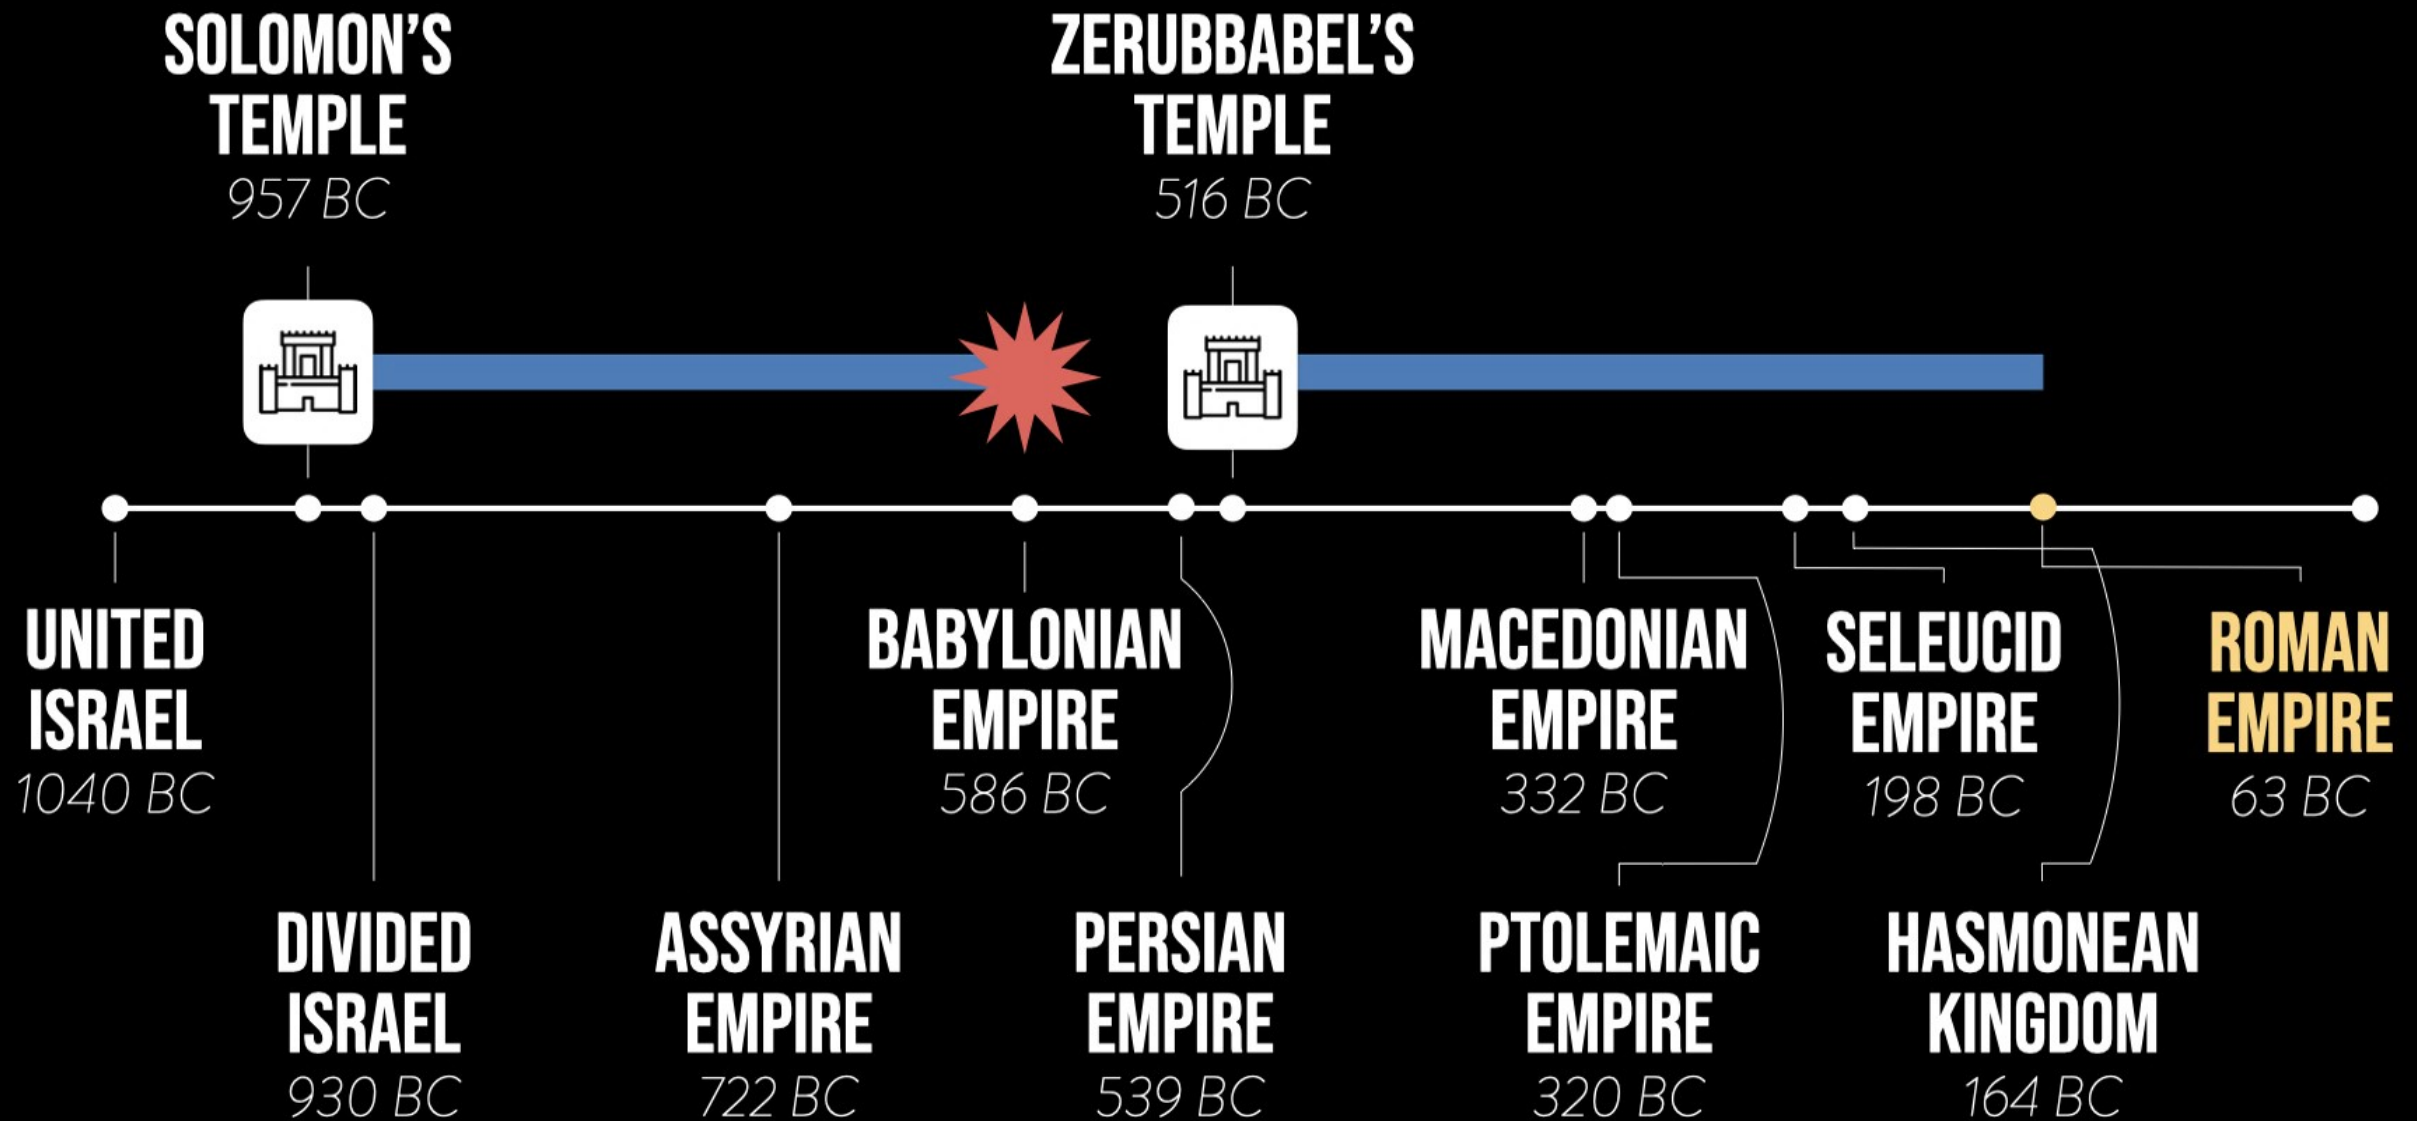 SOLOMON’S
TEMPLE
957 BC
ZERUBBABEL’S
TEMPLE
516 BC
UNITED
ISRAEL
1040 BC
DIVIDED
ISRAEL
930 BC
ASSYRIAN
EMPIRE
722 BC
BABYLONIAN
EMPIRE
586 BC
PERSIAN
EMPIRE
539 BC
MACEDONIAN
EMPIRE
332 BC
PTOLEMAIC
EMPIRE
320 BC
SELEUCID
EMPIRE
198 BC
HASMONEAN
KINGDOM
164 BC
ROMAN
EMPIRE
63 BC